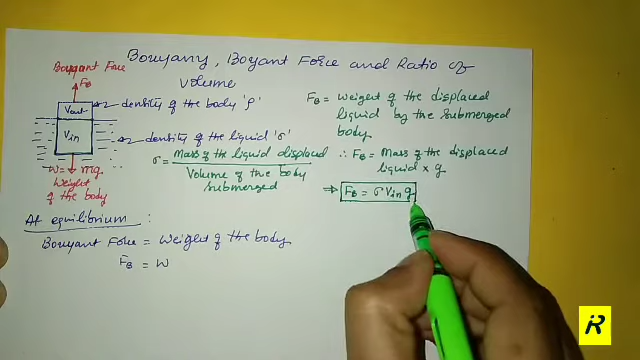 Bouyany, Boyant Force and Ratio of
Volume
Bouyant Force
FB
Vout
density of the body 'ρ'
Vin
density of the liquid 'σ'
W = mg
Weight
of the body
σ = Mass of the liquid displaced
Volume of the body
submerged
FB = weight of the displaced
liquid by the submerged
body
∴ FB = Mass of the displaced
liquid × g
⇒ FB = σ Vin g
At equilibrium :
Bouyant Force = Weight of the body
FB = W
R